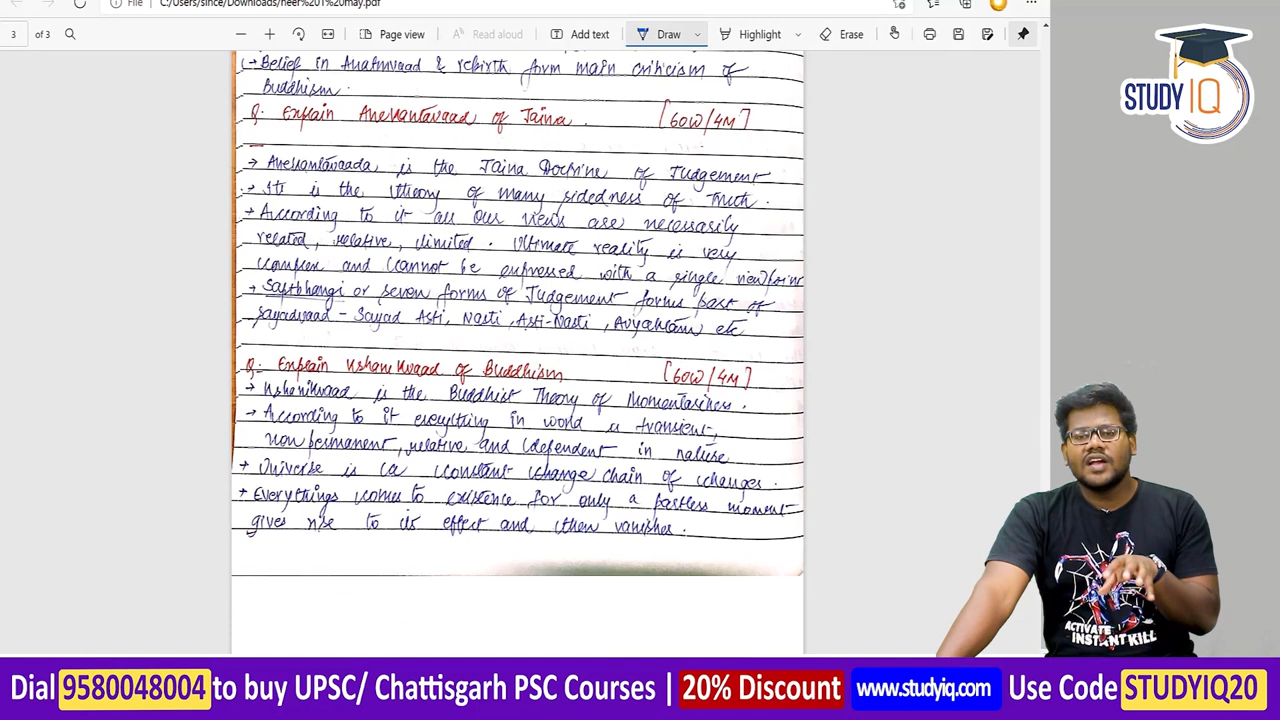 File
C:/Users/since/Downloads/neer%201%20may.pdf
3 of 3
Page view
Read aloud
Add text
Draw
Highlight
Erase
STUDY IQ
→ Belief in Anatmvaad & rebirth form main criticism of
Buddhism.
Q. Explain Anekantavaad of Jaina. [60W/4M]
→ Anekantavaada is the Jaina Doctrine of Judgement
→ It is the theory of many sidedness of Truth.
→ According to it all our views are necessarily
related, relative, limited. Ultimate reality is very
complex and cannot be expressed with a single viewpoint
→ Saptbhangi or seven forms of Judgement forms part of
Syadvaad - Sayad Asti, Nasti, Asti-Nasti, Avyaktam etc
Q. Explain Kshanikvaad of Buddhism [60W/4M]
→ Kshanikvaad is the Buddhist Theory of Momentariness.
→ According to it everything in world is transient,
non permanent, relative and dependent in nature
→ Universe is a constant change chain of changes.
→ Everythings comes to existence for only a partless moment
gives rise to its effect and then vanishes.
ACTIVATE
INSTANT KILL
Dial 9580048004 to buy UPSC/ Chattisgarh PSC Courses | 20% Discount www.studyiq.com Use Code STUDYIQ20